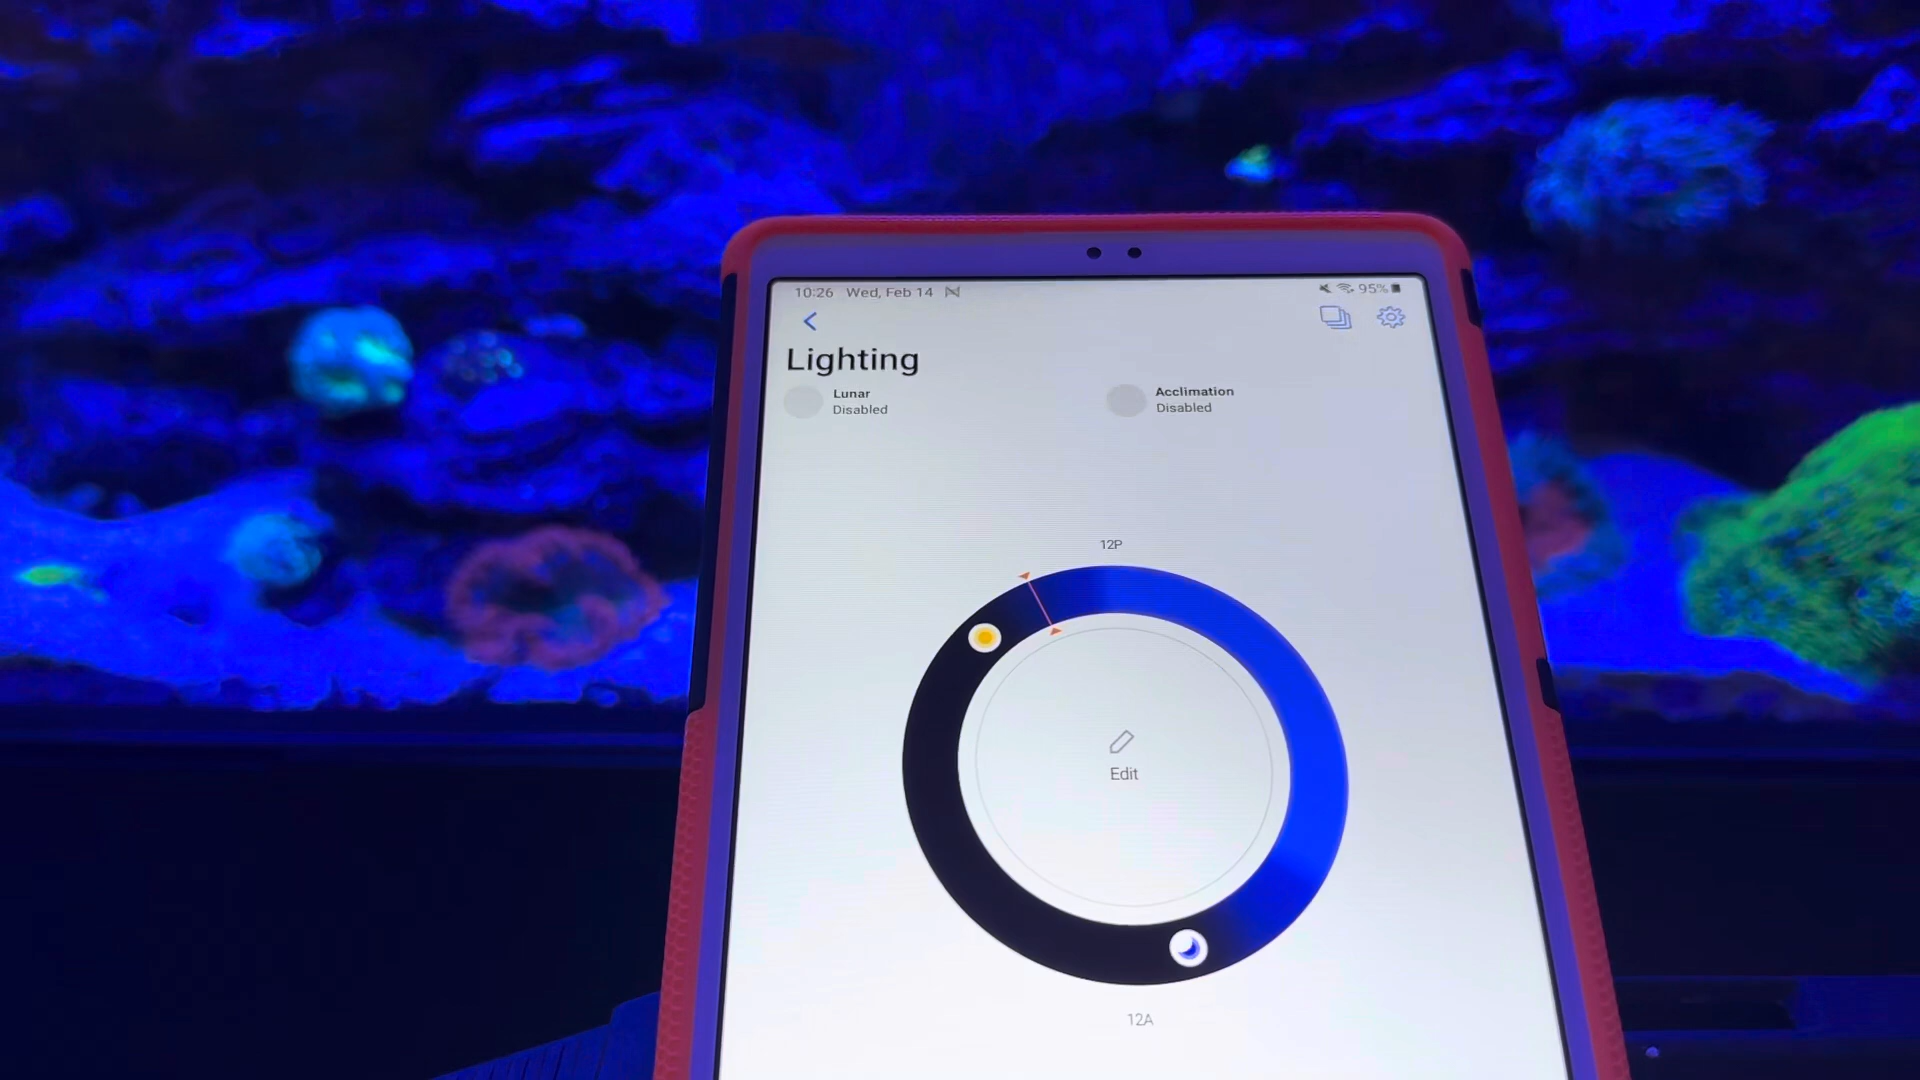 10:26 Wed, Feb 14 95%
Lighting
Lunar
Disabled
Acclimation
Disabled
12P
Edit
12A